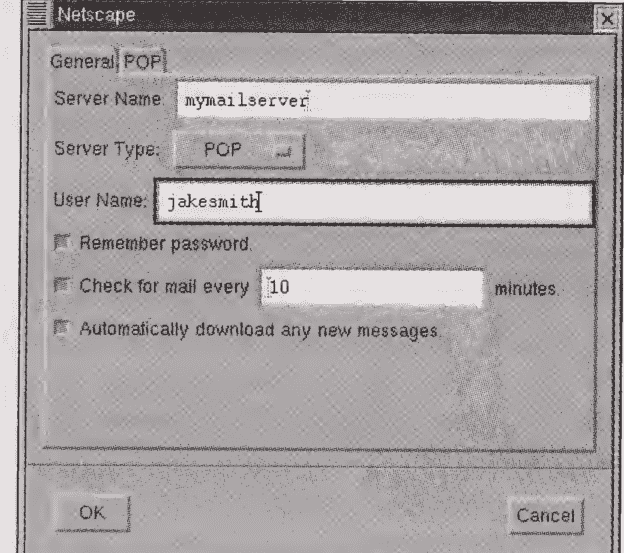 Netscape
General POP
Server Name: mymailserver
Server Type: POP
User Name: jakesmith
Remember password.
Check for mail every 10 minutes.
Automatically download any new messages.
OK Cancel